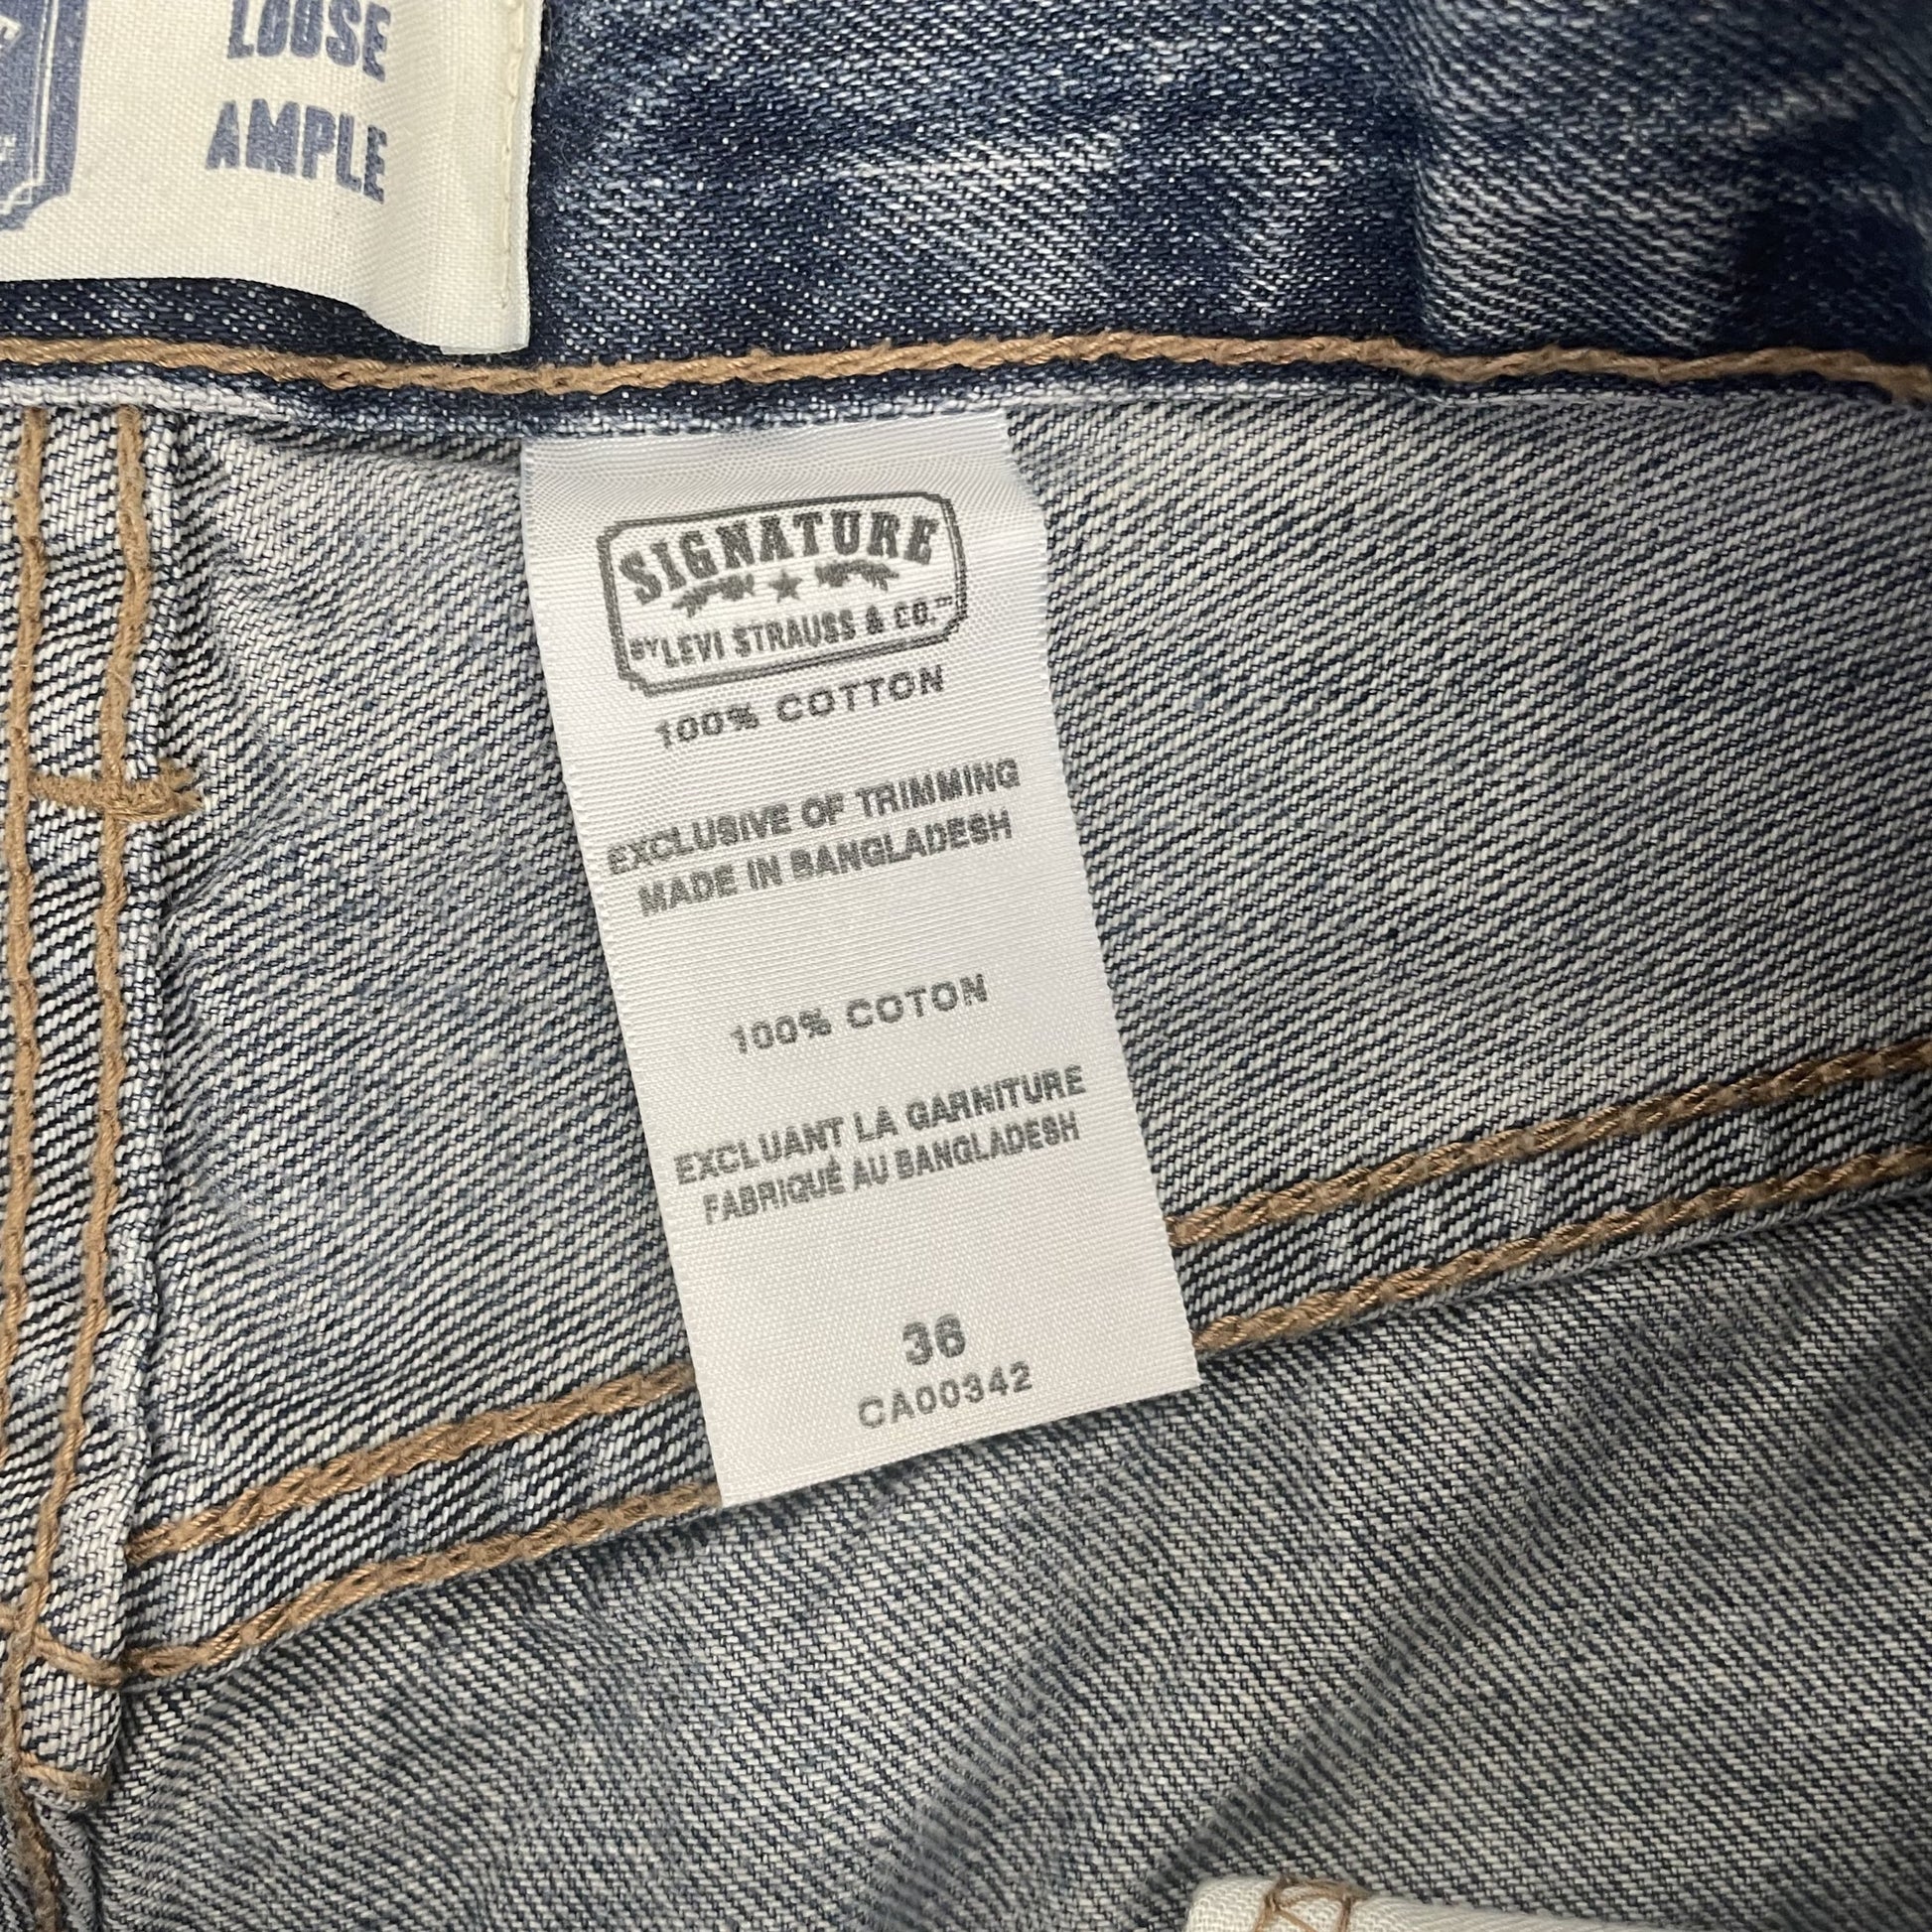 LOOSE
AMPLE
SIGNATURE
BY LEVI STRAUSS & CO.™
100% COTTON
EXCLUSIVE OF TRIMMING
MADE IN BANGLADESH
100% COTON
EXCLUANT LA GARNITURE
FABRIQUÉ AU BANGLADESH
36
CA00342